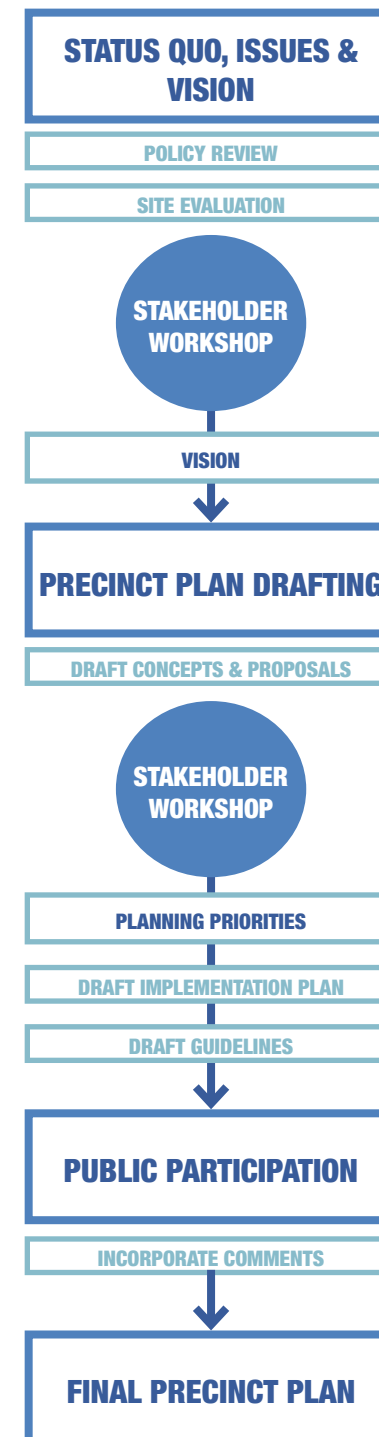 STATUS QUO, ISSUES &
VISION
POLICY REVIEW
SITE EVALUATION
STAKEHOLDER
WORKSHOP
VISION
PRECINCT PLAN DRAFTING
DRAFT CONCEPTS & PROPOSALS
STAKEHOLDER
WORKSHOP
PLANNING PRIORITIES
DRAFT IMPLEMENTATION PLAN
DRAFT GUIDELINES
PUBLIC PARTICIPATION
INCORPORATE COMMENTS
FINAL PRECINCT PLAN